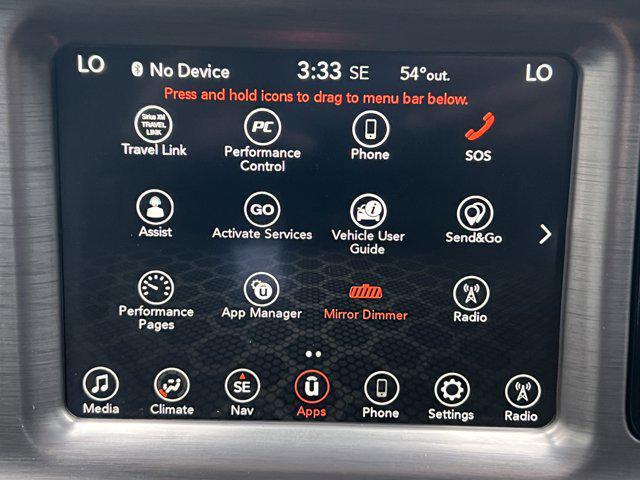 LO No Device 3:33 SE 54°out. LO
Press and hold icons to drag to menu bar below.
Sirius XM
TRAVEL
LINK
Travel Link
PC
Performance
Control
Phone
SOS
Assist
GO
Activate Services
i
Vehicle User
Guide
Send&Go
Performance
Pages
App Manager
Mirror Dimmer
Radio
Media
Climate
SE
Nav
Apps
Phone
Settings
Radio